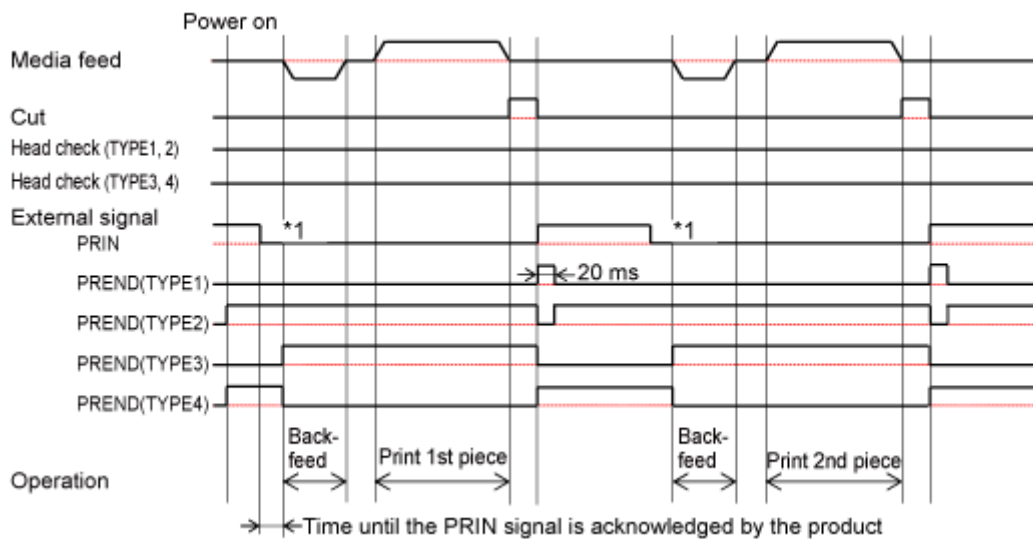 Power on
Media feed
Cut
Head check (TYPE1, 2)
Head check (TYPE3, 4)
External signal
*1
*1
PRIN
PREND(TYPE1)
20 ms
PREND(TYPE2)
PREND(TYPE3)
PREND(TYPE4)
Back-
feed
Print 1st piece
Back-
feed
Print 2nd piece
Operation
Time until the PRIN signal is acknowledged by the product